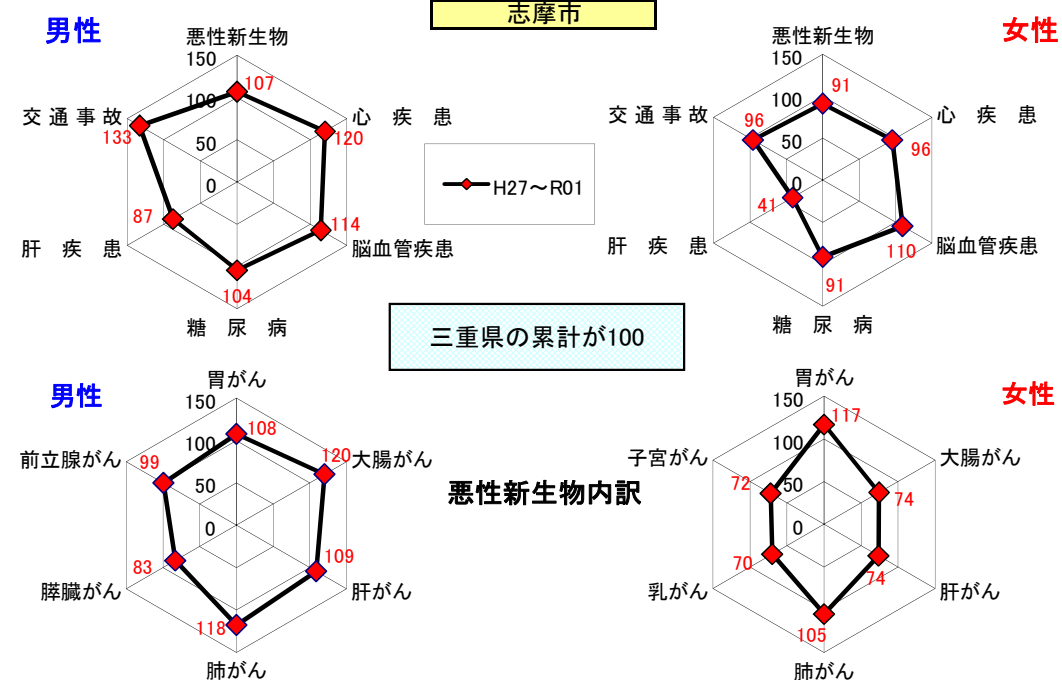 志摩市
男性
悪性新生物
心 疾 患
脳血管疾患
糖 尿 病
肝 疾 患
交 通 事 故
150
100
50
0
107
120
114
104
87
133
H27～R01
女性
悪性新生物
心 疾 患
脳血管疾患
糖 尿 病
肝 疾 患
交 通 事 故
150
100
50
0
91
96
110
91
41
96
三重県の累計が100
男性
胃がん
大腸がん
肝がん
肺がん
膵臓がん
前立腺がん
150
100
50
0
108
120
109
118
83
99
悪性新生物内訳
女性
胃がん
大腸がん
肝がん
肺がん
乳がん
子宮がん
150
100
50
0
117
74
74
105
70
72